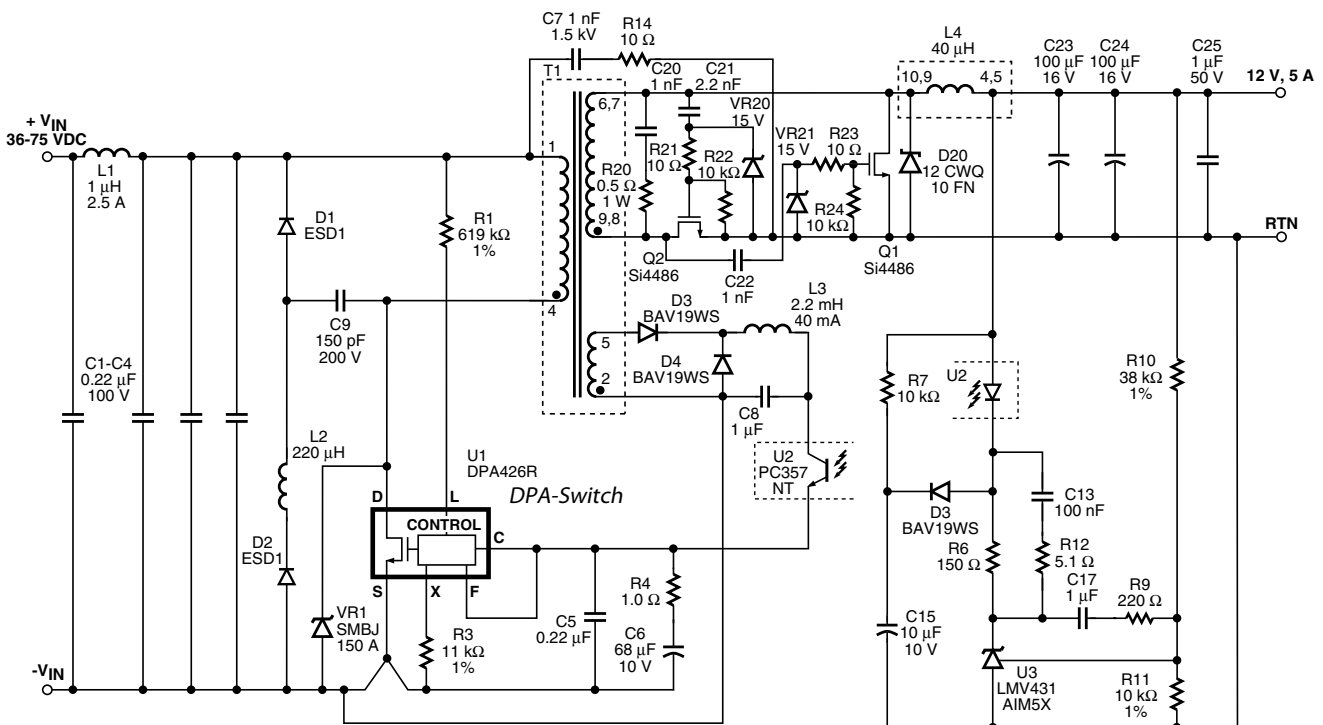 C7 1 nF
1.5 kV
R14
10 Ω
L4
40 µH
C23
100 µF
16 V
C24
100 µF
16 V
C25
1 µF
50 V
12 V, 5 A
T1
C20
1 nF
C21
2.2 nF
10,9
4,5
6,7
VR20
15 V
+ VIN
36-75 VDC
L1
1 µH
2.5 A
1
R21
10 Ω
R22
10 kΩ
VR21
15 V
R23
10 Ω
D20
12 CWQ
10 FN
R20
0.5 Ω
1 W
R24
10 kΩ
D1
ESD1
R1
619 kΩ
1%
9,8
RTN
Q2
Si4486
C22
1 nF
Q1
Si4486
4
C9
150 pF
200 V
D3
BAV19WS
L3
2.2 mH
40 mA
5
D4
BAV19WS
2
C1-C4
0.22 µF
100 V
R7
10 kΩ
U2
R10
38 kΩ
1%
C8
1 µF
L2
220 µH
U1
DPA426R
U2
PC357
NT
D
L
DPA-Switch
CONTROL
C
D3
BAV19WS
C13
100 nF
D2
ESD1
R6
150 Ω
R12
5.1 Ω
S
X
F
R4
1.0 Ω
C17
1 µF
R9
220 Ω
VR1
SMBJ
150 A
R3
11 kΩ
1%
C5
0.22 µF
C6
68 µF
10 V
C15
10 µF
10 V
U3
LMV431
AIM5X
R11
10 kΩ
1%
-VIN